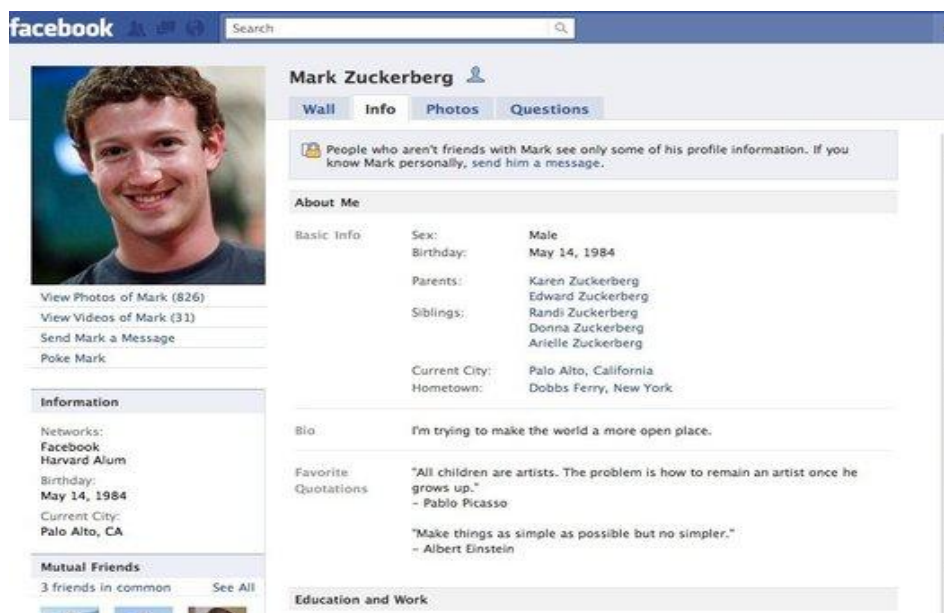 facebook
Search
Mark Zuckerberg
Wall Info Photos Questions
People who aren't friends with Mark see only some of his profile information. If you
know Mark personally, send him a message.
About Me
Basic Info Sex: Male
Birthday: May 14, 1984
Parents: Karen Zuckerberg
Edward Zuckerberg
Siblings: Randi Zuckerberg
Donna Zuckerberg
Arielle Zuckerberg
Current City: Palo Alto, California
Hometown: Dobbs Ferry, New York
Bio I'm trying to make the world a more open place.
Favorite
Quotations
"All children are artists. The problem is how to remain an artist once he
grows up."
– Pablo Picasso
"Make things as simple as possible but no simpler."
– Albert Einstein
Education and Work
View Photos of Mark (826)
View Videos of Mark (31)
Send Mark a Message
Poke Mark
Information
Networks:
Facebook
Harvard Alum
Birthday:
May 14, 1984
Current City:
Palo Alto, CA
Mutual Friends
3 friends in common See All